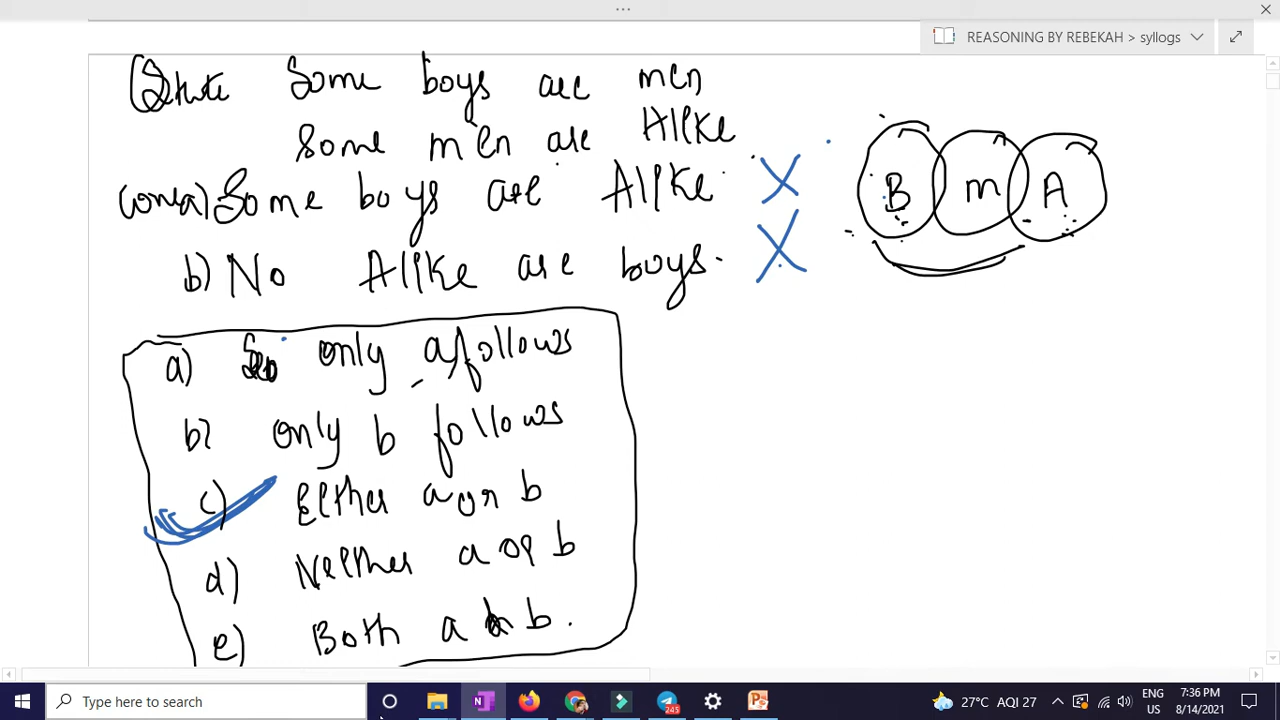 REASONING BY REBEKAH > syllogs
Some boys are men
Some men are Alike
Some boys are Alike X
b) No Alike are boys. X
B m A
a) only a follows
b) only b follows
c) Either a or b
d) Neither a or b
e) Both a b.
Type here to search
245
27°C AQI 27
ENG
US
7:36 PM
8/14/2021